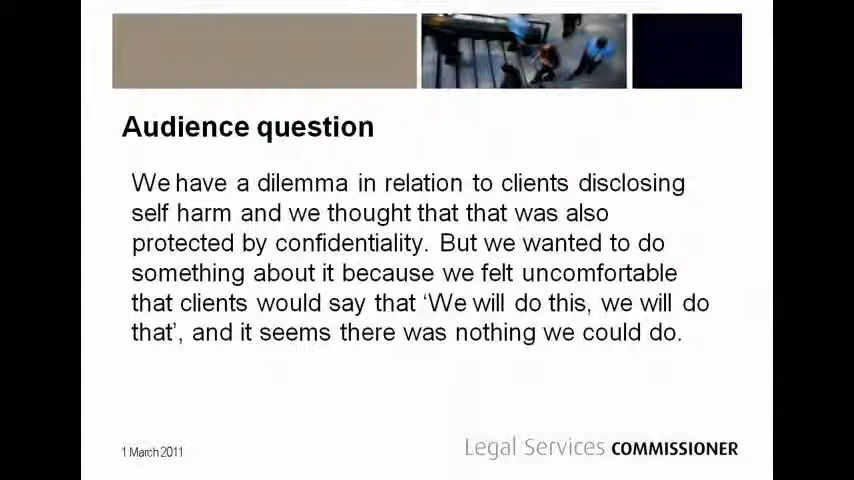 Audience question
We have a dilemma in relation to clients disclosing
self harm and we thought that that was also
protected by confidentiality. But we wanted to do
something about it because we felt uncomfortable
that clients would say that ‘We will do this, we will do
that’, and it seems there was nothing we could do.
1 March 2011
Legal Services COMMISSIONER